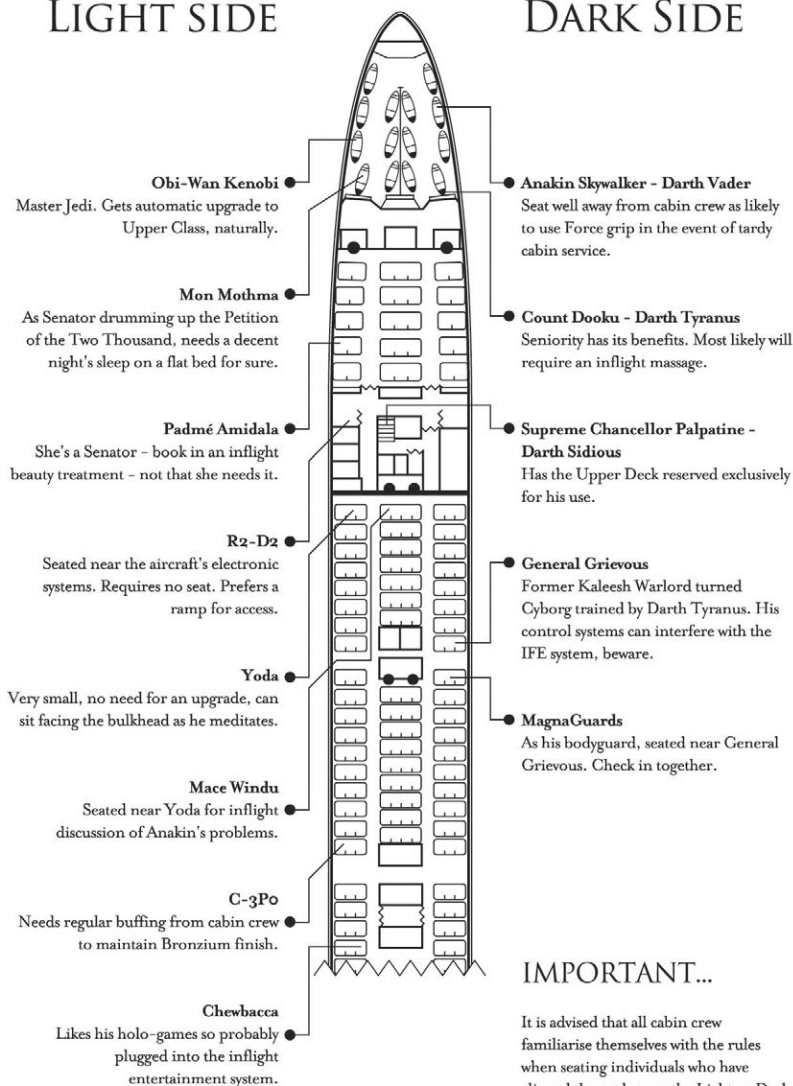 LIGHT SIDE
Obi-Wan Kenobi
Master Jedi. Gets automatic upgrade to
Upper Class, naturally.
Mon Mothma
As Senator drumming up the Petition
of the Two Thousand, needs a decent
night's sleep on a flat bed for sure.
Padmé Amidala
She's a Senator - book in an inflight
beauty treatment - not that she needs it.
R2-D2
Seated near the aircraft's electronic
systems. Requires no seat. Prefers a
ramp for access.
Yoda
Very small, no need for an upgrade, can
sit facing the bulkhead as he meditates.
Mace Windu
Seated near Yoda for inflight
discussion of Anakin's problems.
C-3P0
Needs regular buffing from cabin crew
to maintain Bronzium finish.
Chewbacca
Likes his holo-games so probably
plugged into the inflight
entertainment system.
DARK SIDE
Anakin Skywalker - Darth Vader
Seat well away from cabin crew as likely
to use Force grip in the event of tardy
cabin service.
Count Dooku - Darth Tyranus
Seniority has its benefits. Most likely will
require an inflight massage.
Supreme Chancellor Palpatine -
Darth Sidious
Has the Upper Deck reserved exclusively
for his use.
General Grievous
Former Kaleesh Warlord turned
Cyborg trained by Darth Tyranus. His
control systems can interfere with the
IFE system, beware.
MagnaGuards
As his bodyguard, seated near General
Grievous. Check in together.
IMPORTANT...
It is advised that all cabin crew
familiarise themselves with the rules
when seating individuals who have